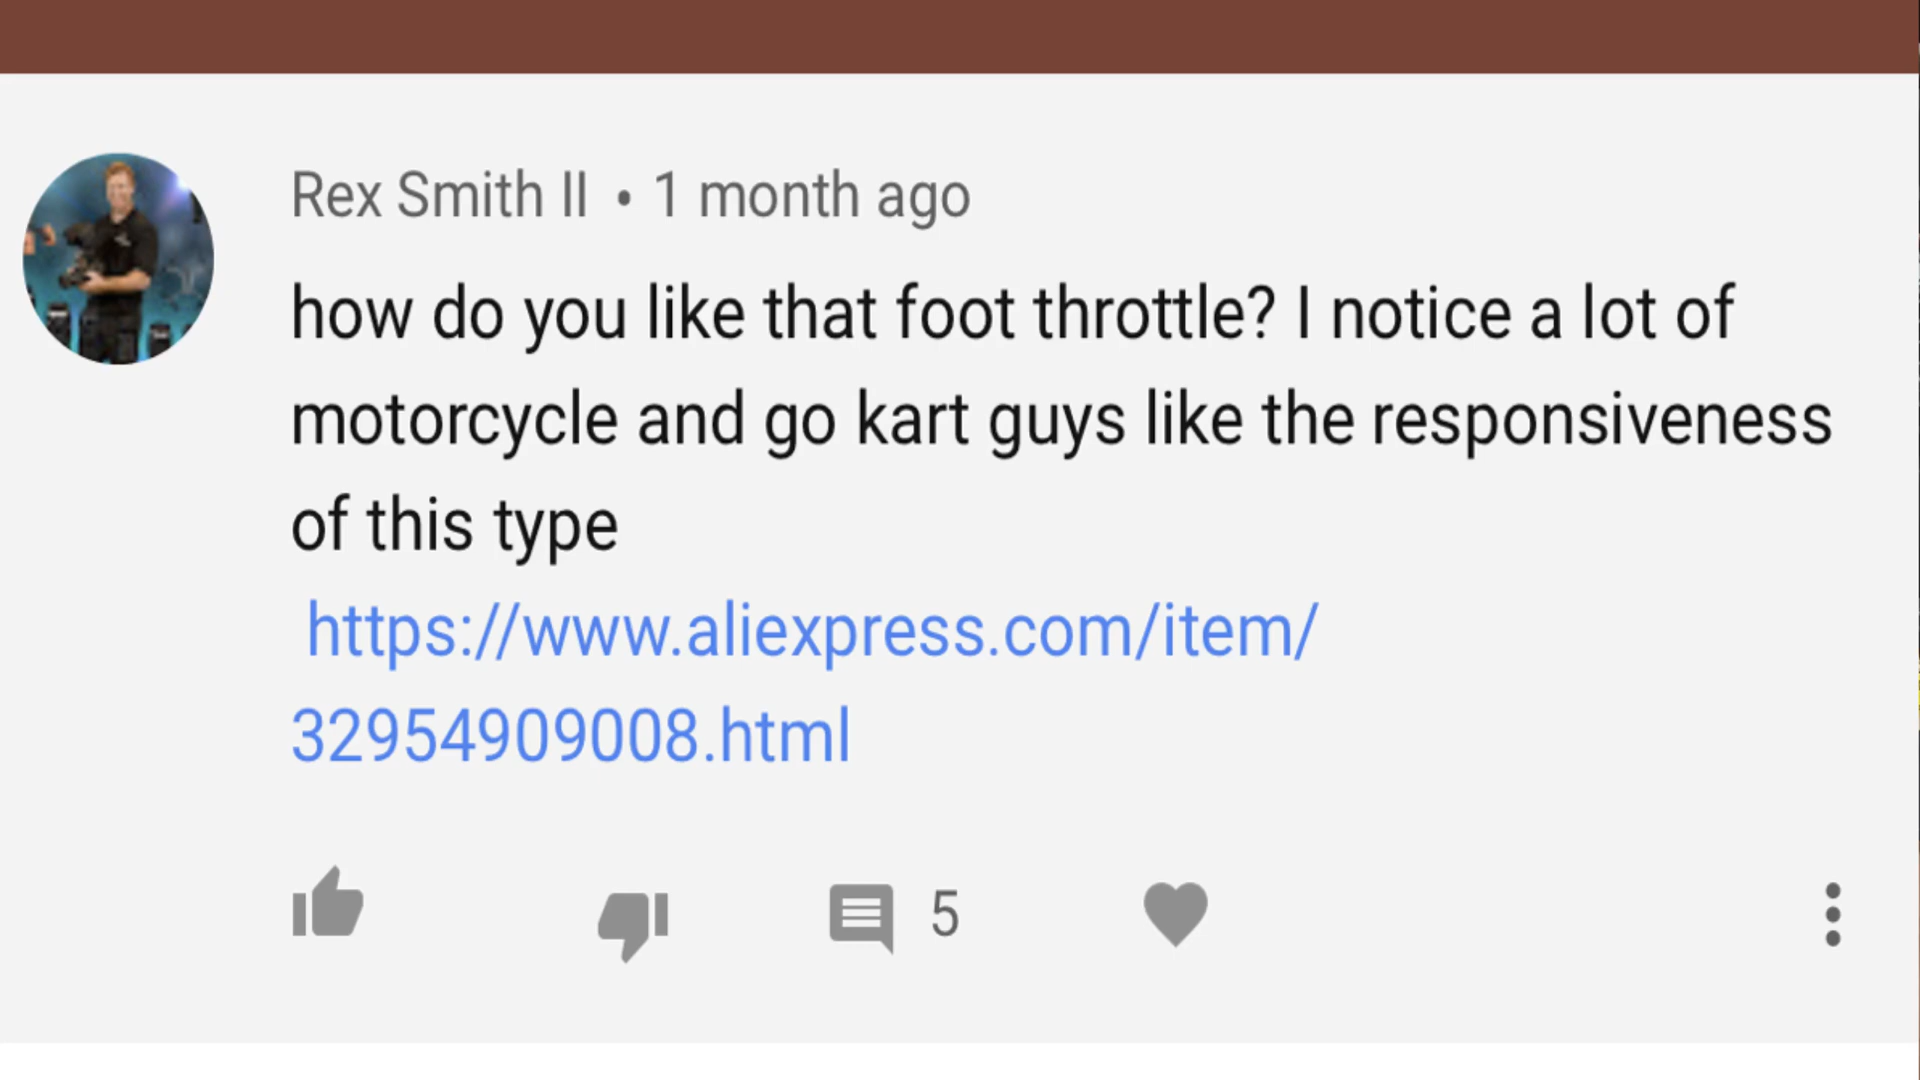 Rex Smith II • 1 month ago
how do you like that foot throttle? I notice a lot of
motorcycle and go kart guys like the responsiveness
of this type
https://www.aliexpress.com/item/
32954909008.html
5